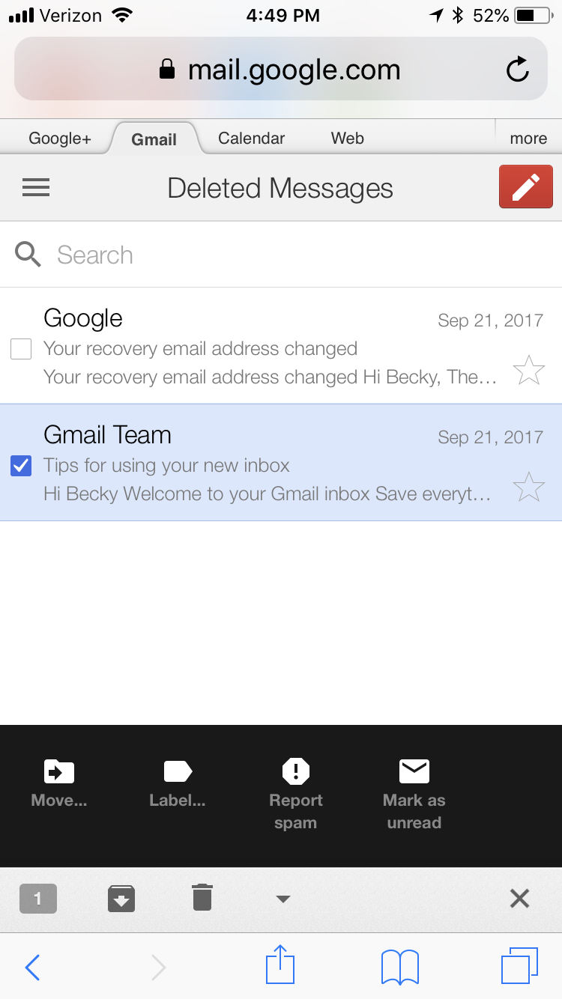 Verizon 4:49 PM 52%
mail.google.com
Google+ Gmail Calendar Web more
Deleted Messages
Search
Google Sep 21, 2017
Your recovery email address changed
Your recovery email address changed Hi Becky, The...
Gmail Team Sep 21, 2017
Tips for using your new inbox
Hi Becky Welcome to your Gmail inbox Save everyt...
Move... Label... Report spam Mark as unread
1